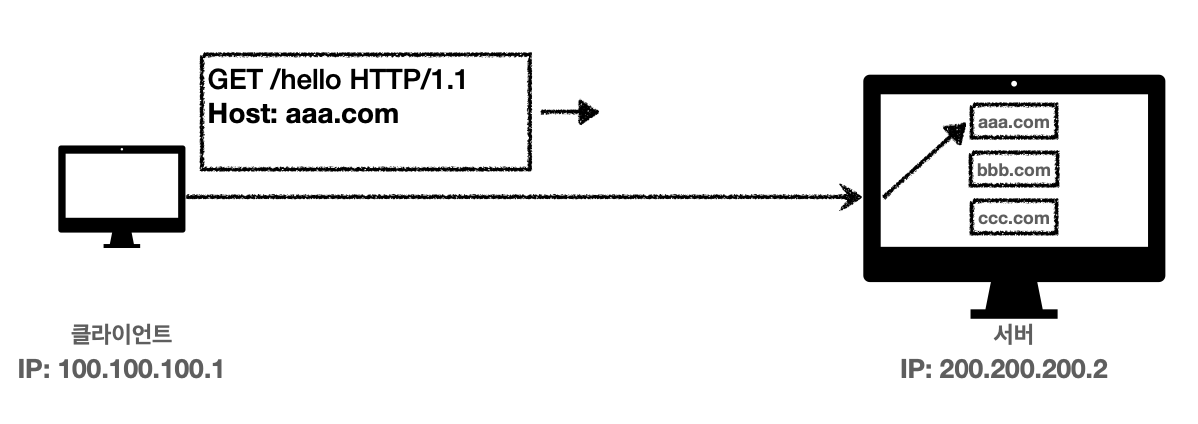 GET /hello HTTP/1.1
Host: aaa.com
aaa.com
bbb.com
ccc.com
클라이언트
IP: 100.100.100.1
서버
IP: 200.200.200.2